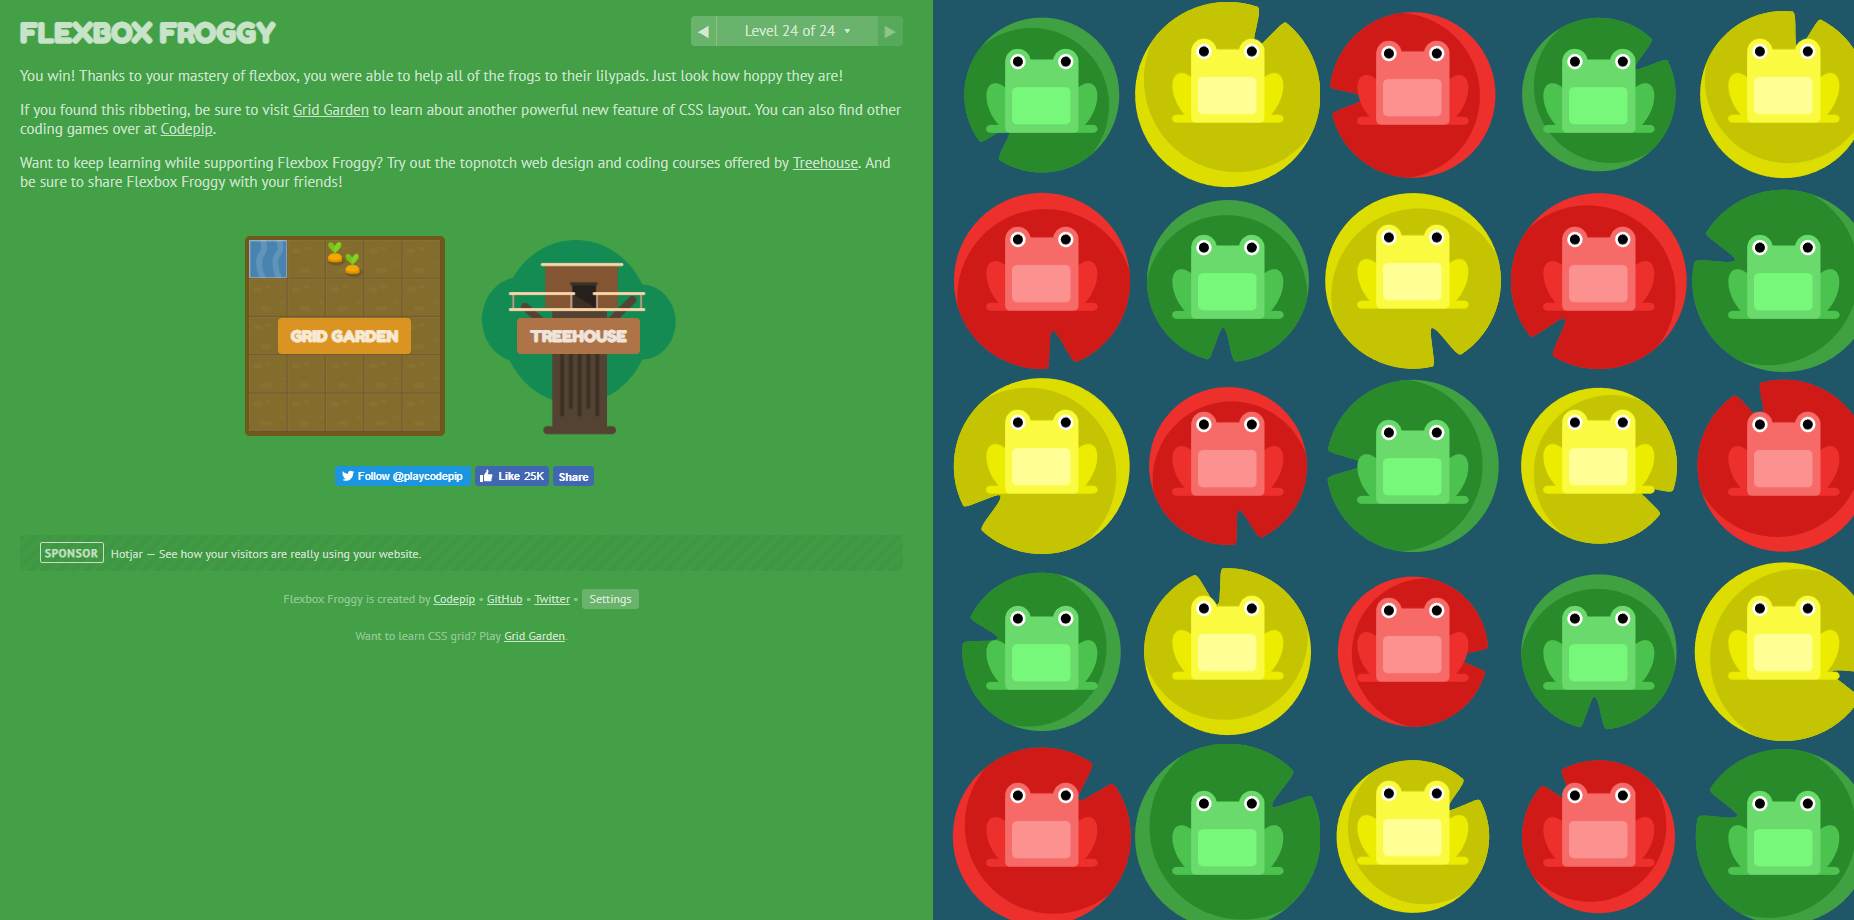 FLEXBOX FROGGY
Level 24 of 24
You win! Thanks to your mastery of flexbox, you were able to help all of the frogs to their lilypads. Just look how hoppy they are!
If you found this ribbeting, be sure to visit Grid Garden to learn about another powerful new feature of CSS layout. You can also find other
coding games over at Codepip.
Want to keep learning while supporting Flexbox Froggy? Try out the topnotch web design and coding courses offered by Treehouse. And
be sure to share Flexbox Froggy with your friends!
GRID GARDEN
TREEHOUSE
Follow @playcodepip
Like 25K
Share
SPONSOR Hotjar — See how your visitors are really using your website.
Flexbox Froggy is created by Codepip • GitHub • Twitter • Settings
Want to learn CSS grid? Play Grid Garden.